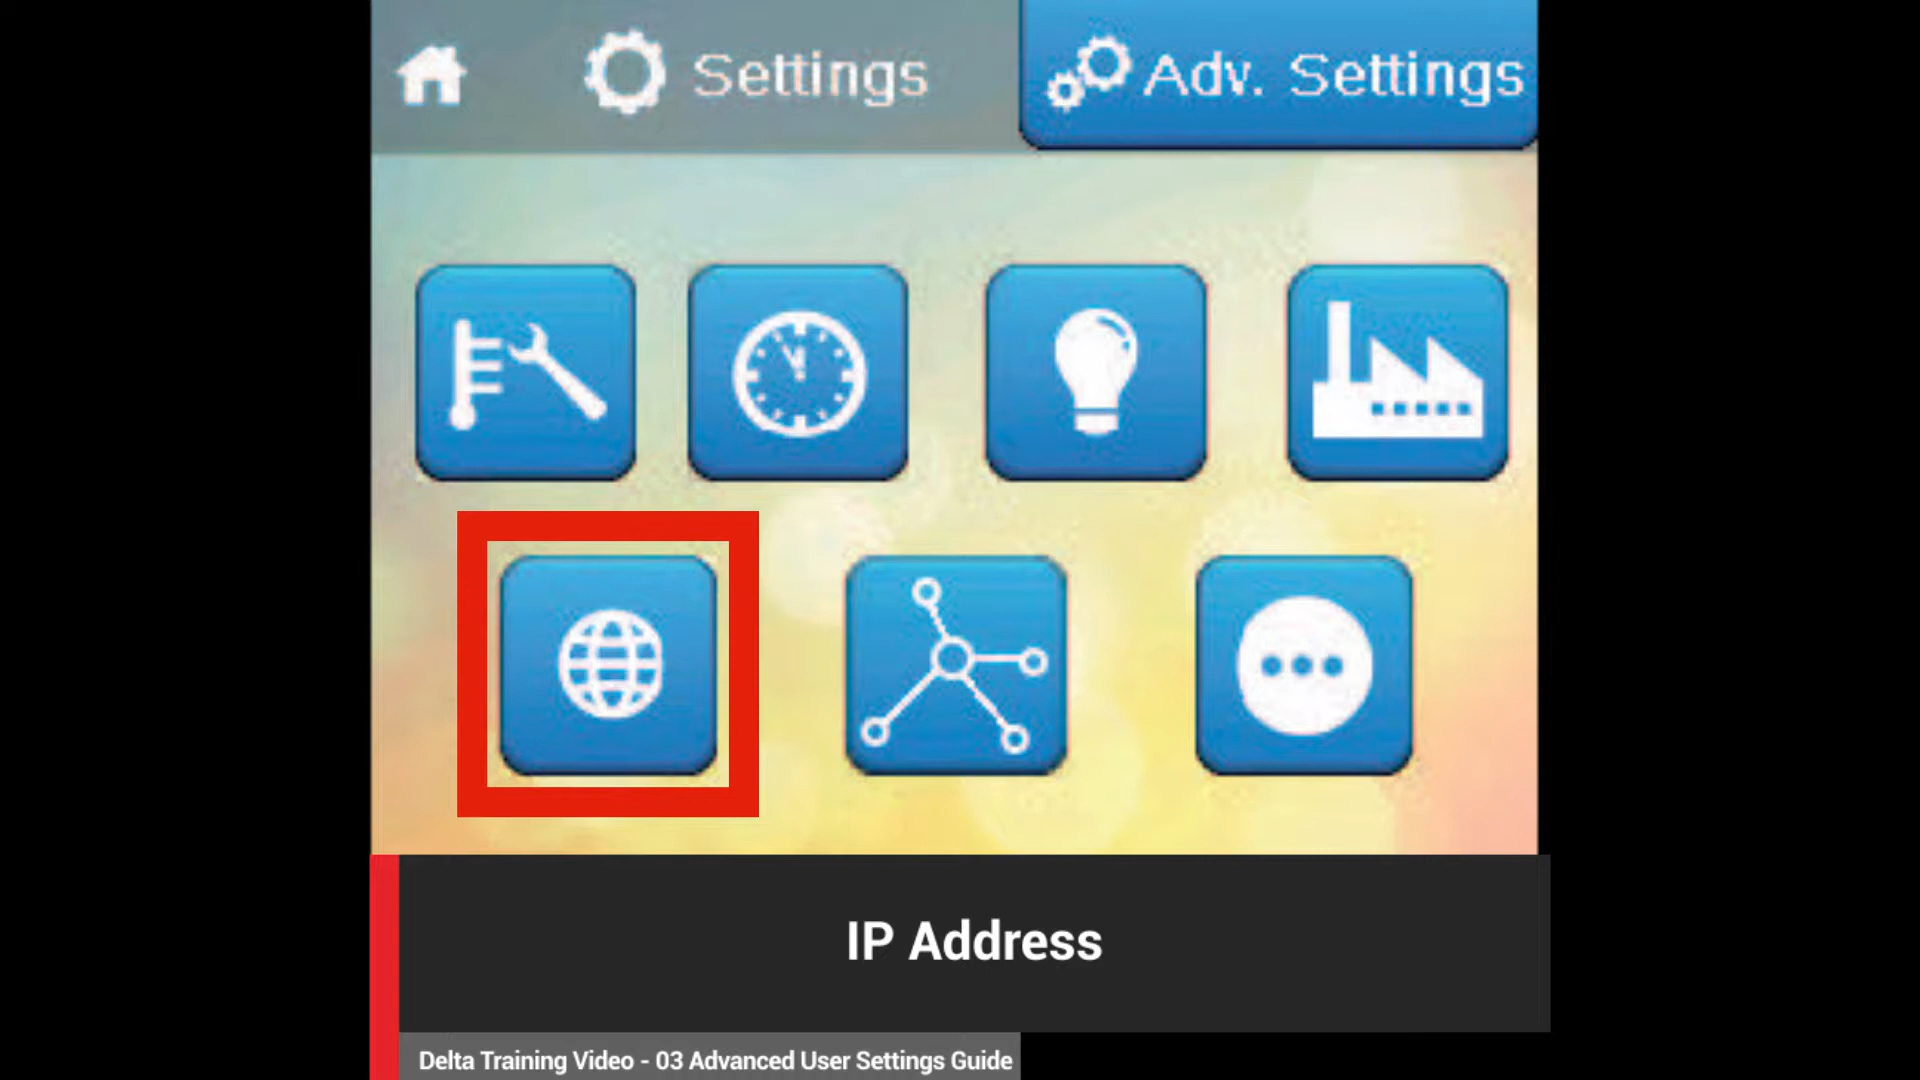 Settings
Adv. Settings
IP Address
Delta Training Video - 03 Advanced User Settings Guide